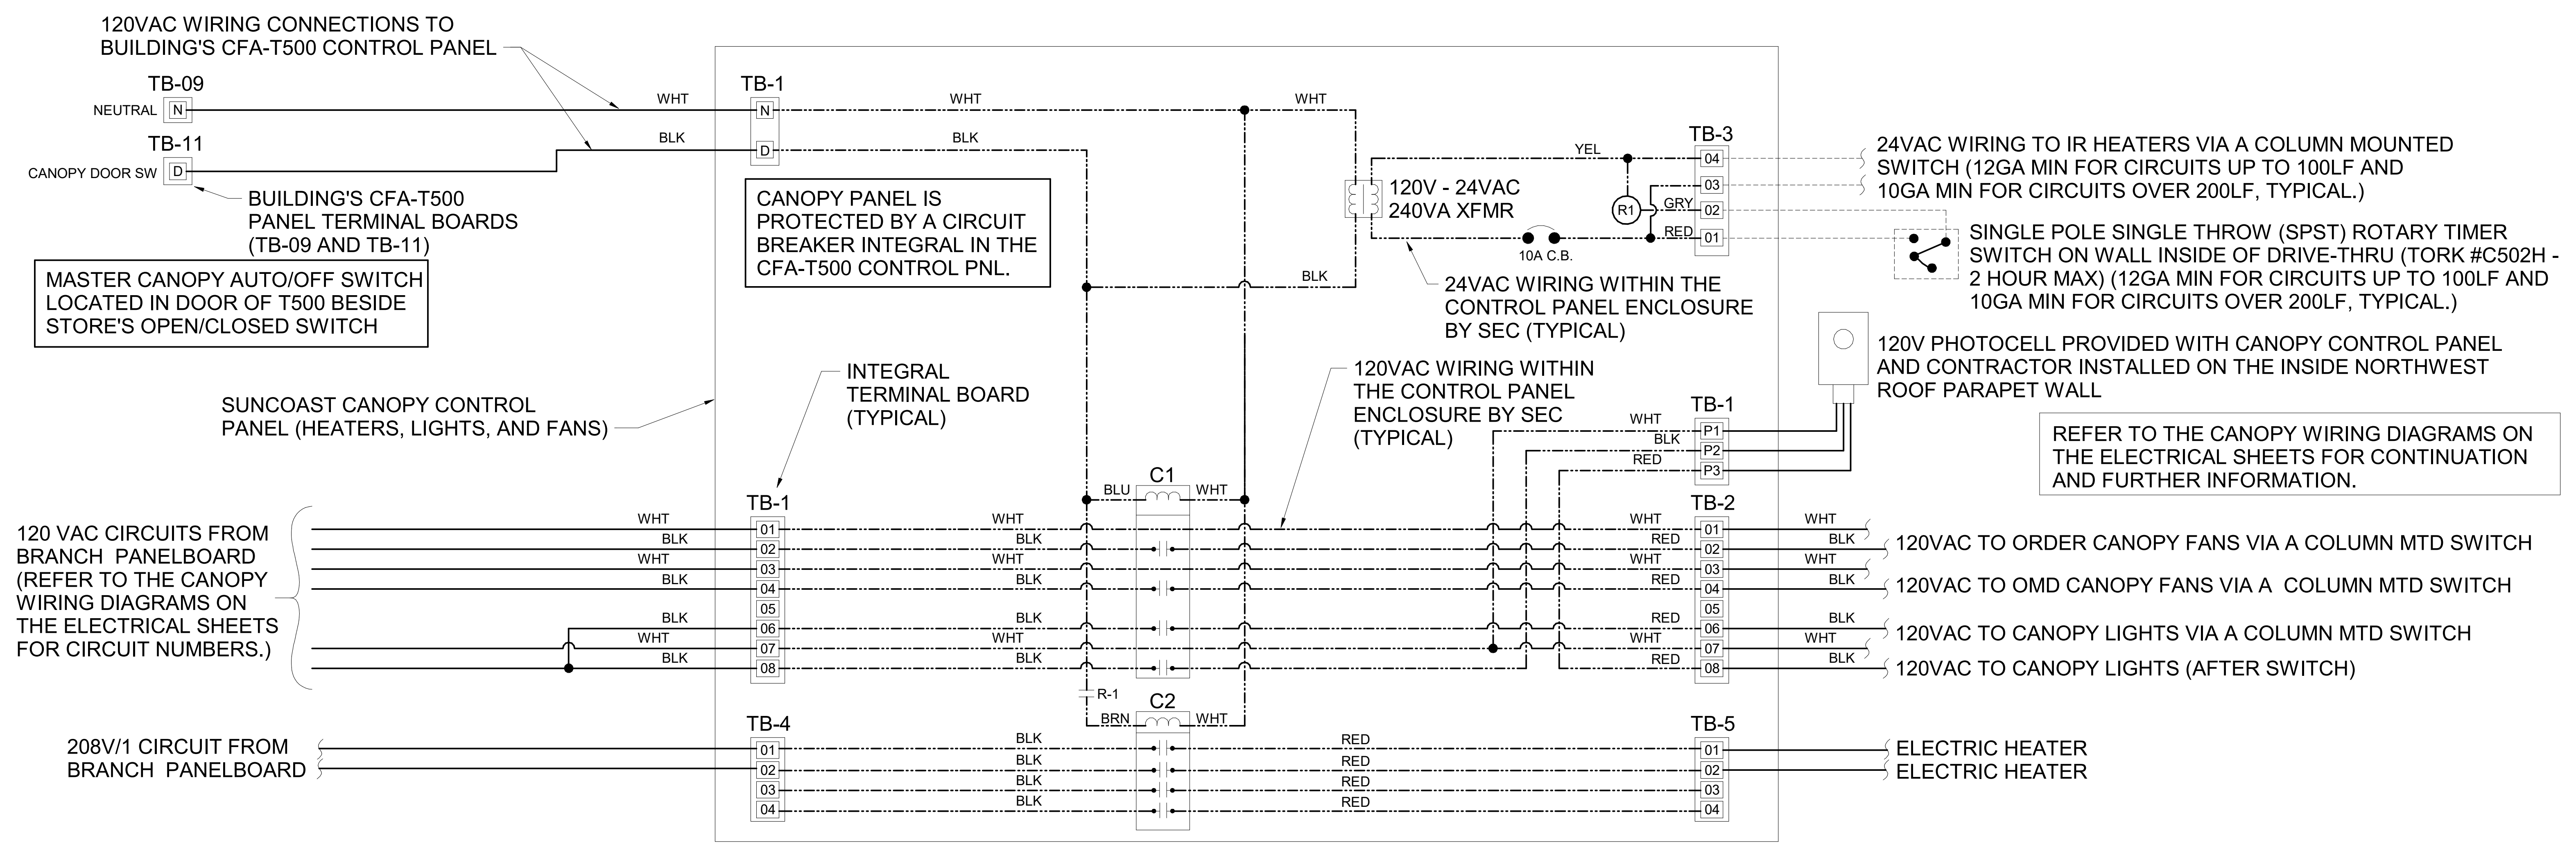 120VAC WIRING CONNECTIONS TO
BUILDING'S CFA-T500 CONTROL PANEL
TB-09
NEUTRAL
N
WHT
TB-11
CANOPY DOOR SW
D
BLK
BUILDING'S CFA-T500
PANEL TERMINAL BOARDS
(TB-09 AND TB-11)
MASTER CANOPY AUTO/OFF SWITCH
LOCATED IN DOOR OF T500 BESIDE
STORE'S OPEN/CLOSED SWITCH
SUNCOAST CANOPY CONTROL
PANEL (HEATERS, LIGHTS, AND FANS)
TB-1
N
WHT
WHT
D
BLK
CANOPY PANEL IS
PROTECTED BY A CIRCUIT
BREAKER INTEGRAL IN THE
CFA-T500 CONTROL PNL.
BLK
120V - 24VAC
240VA XFMR
YEL
R1
GRY
RED
10A C.B.
TB-3
04
03
02
01
24VAC WIRING WITHIN THE
CONTROL PANEL ENCLOSURE
BY SEC (TYPICAL)
24VAC WIRING TO IR HEATERS VIA A COLUMN MOUNTED
SWITCH (12GA MIN FOR CIRCUITS UP TO 100LF AND
10GA MIN FOR CIRCUITS OVER 200LF, TYPICAL.)
SINGLE POLE SINGLE THROW (SPST) ROTARY TIMER
SWITCH ON WALL INSIDE OF DRIVE-THRU (TORK #C502H -
2 HOUR MAX) (12GA MIN FOR CIRCUITS UP TO 100LF AND
10GA MIN FOR CIRCUITS OVER 200LF, TYPICAL.)
120V PHOTOCELL PROVIDED WITH CANOPY CONTROL PANEL
AND CONTRACTOR INSTALLED ON THE INSIDE NORTHWEST
ROOF PARAPET WALL
INTEGRAL
TERMINAL BOARD
(TYPICAL)
120VAC WIRING WITHIN
THE CONTROL PANEL
ENCLOSURE BY SEC
(TYPICAL)
TB-1
WHT
P1
BLK
P2
RED
P3
REFER TO THE CANOPY WIRING DIAGRAMS ON
THE ELECTRICAL SHEETS FOR CONTINUATION
AND FURTHER INFORMATION.
120 VAC CIRCUITS FROM
BRANCH PANELBOARD
(REFER TO THE CANOPY
WIRING DIAGRAMS ON
THE ELECTRICAL SHEETS
FOR CIRCUIT NUMBERS.)
TB-1
C1
BLU
WHT
TB-2
WHT 01 WHT WHT 01 WHT
BLK 02 BLK RED 02 BLK
120VAC TO ORDER CANOPY FANS VIA A COLUMN MTD SWITCH
WHT 03 WHT WHT 03 WHT
BLK 04 BLK RED 04 BLK
120VAC TO OMD CANOPY FANS VIA A COLUMN MTD SWITCH
05 05
BLK 06 BLK RED 06 BLK
120VAC TO CANOPY LIGHTS VIA A COLUMN MTD SWITCH
WHT 07 WHT WHT 07 WHT
BLK 08 BLK RED 08 BLK
120VAC TO CANOPY LIGHTS (AFTER SWITCH)
R-1
C2
BRN
WHT
208V/1 CIRCUIT FROM
BRANCH PANELBOARD
TB-4
TB-5
01 BLK RED 01
ELECTRIC HEATER
02 BLK RED 02
ELECTRIC HEATER
03 BLK RED 03
04 BLK RED 04